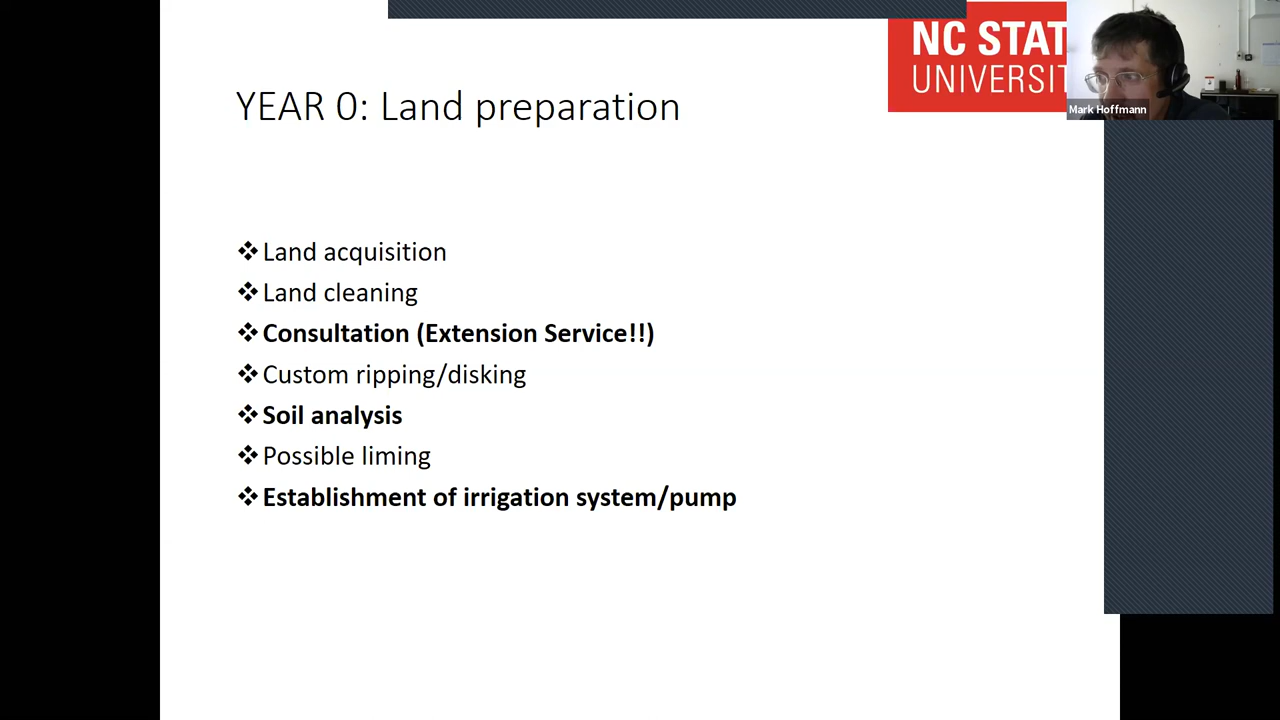 NC STAT
UNIVERSIT
Mark Hoffmann
YEAR 0: Land preparation
❖Land acquisition
❖Land cleaning
❖Consultation (Extension Service!!)
❖Custom ripping/disking
❖Soil analysis
❖Possible liming
❖Establishment of irrigation system/pump